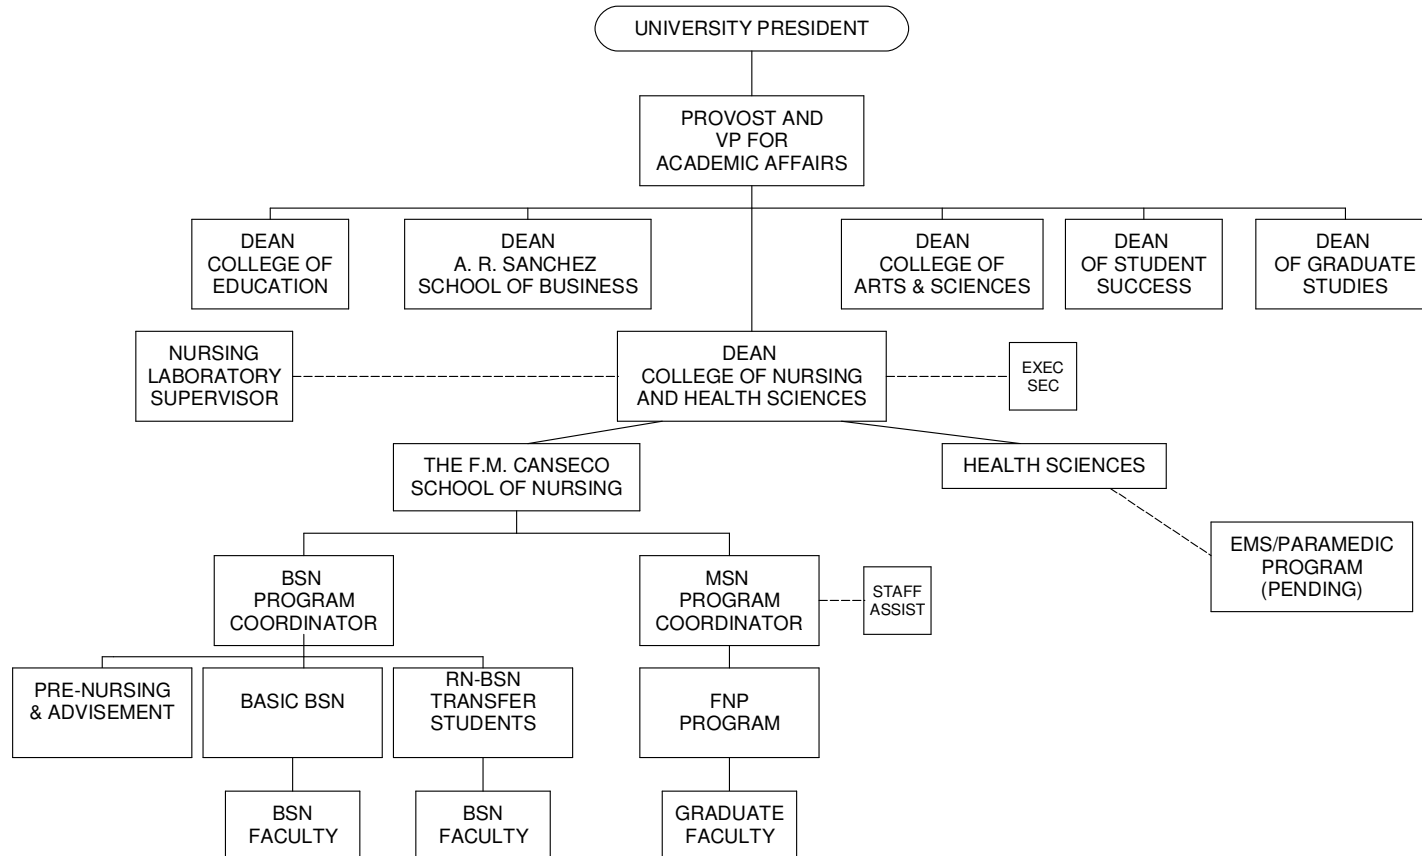 UNIVERSITY PRESIDENT
PROVOST AND
VP FOR
ACADEMIC AFFAIRS
DEAN
COLLEGE OF
EDUCATION
DEAN
A. R. SANCHEZ
SCHOOL OF BUSINESS
DEAN
COLLEGE OF
ARTS & SCIENCES
DEAN
OF STUDENT
SUCCESS
DEAN
OF GRADUATE
STUDIES
NURSING
LABORATORY
SUPERVISOR
DEAN
COLLEGE OF NURSING
AND HEALTH SCIENCES
EXEC
SEC
THE F.M. CANSECO
SCHOOL OF NURSING
HEALTH SCIENCES
EMS/PARAMEDIC
PROGRAM
(PENDING)
BSN
PROGRAM
COORDINATOR
MSN
PROGRAM
COORDINATOR
STAFF
ASSIST
PRE-NURSING
& ADVISEMENT
BASIC BSN
RN-BSN
TRANSFER
STUDENTS
FNP
PROGRAM
BSN
FACULTY
BSN
FACULTY
GRADUATE
FACULTY